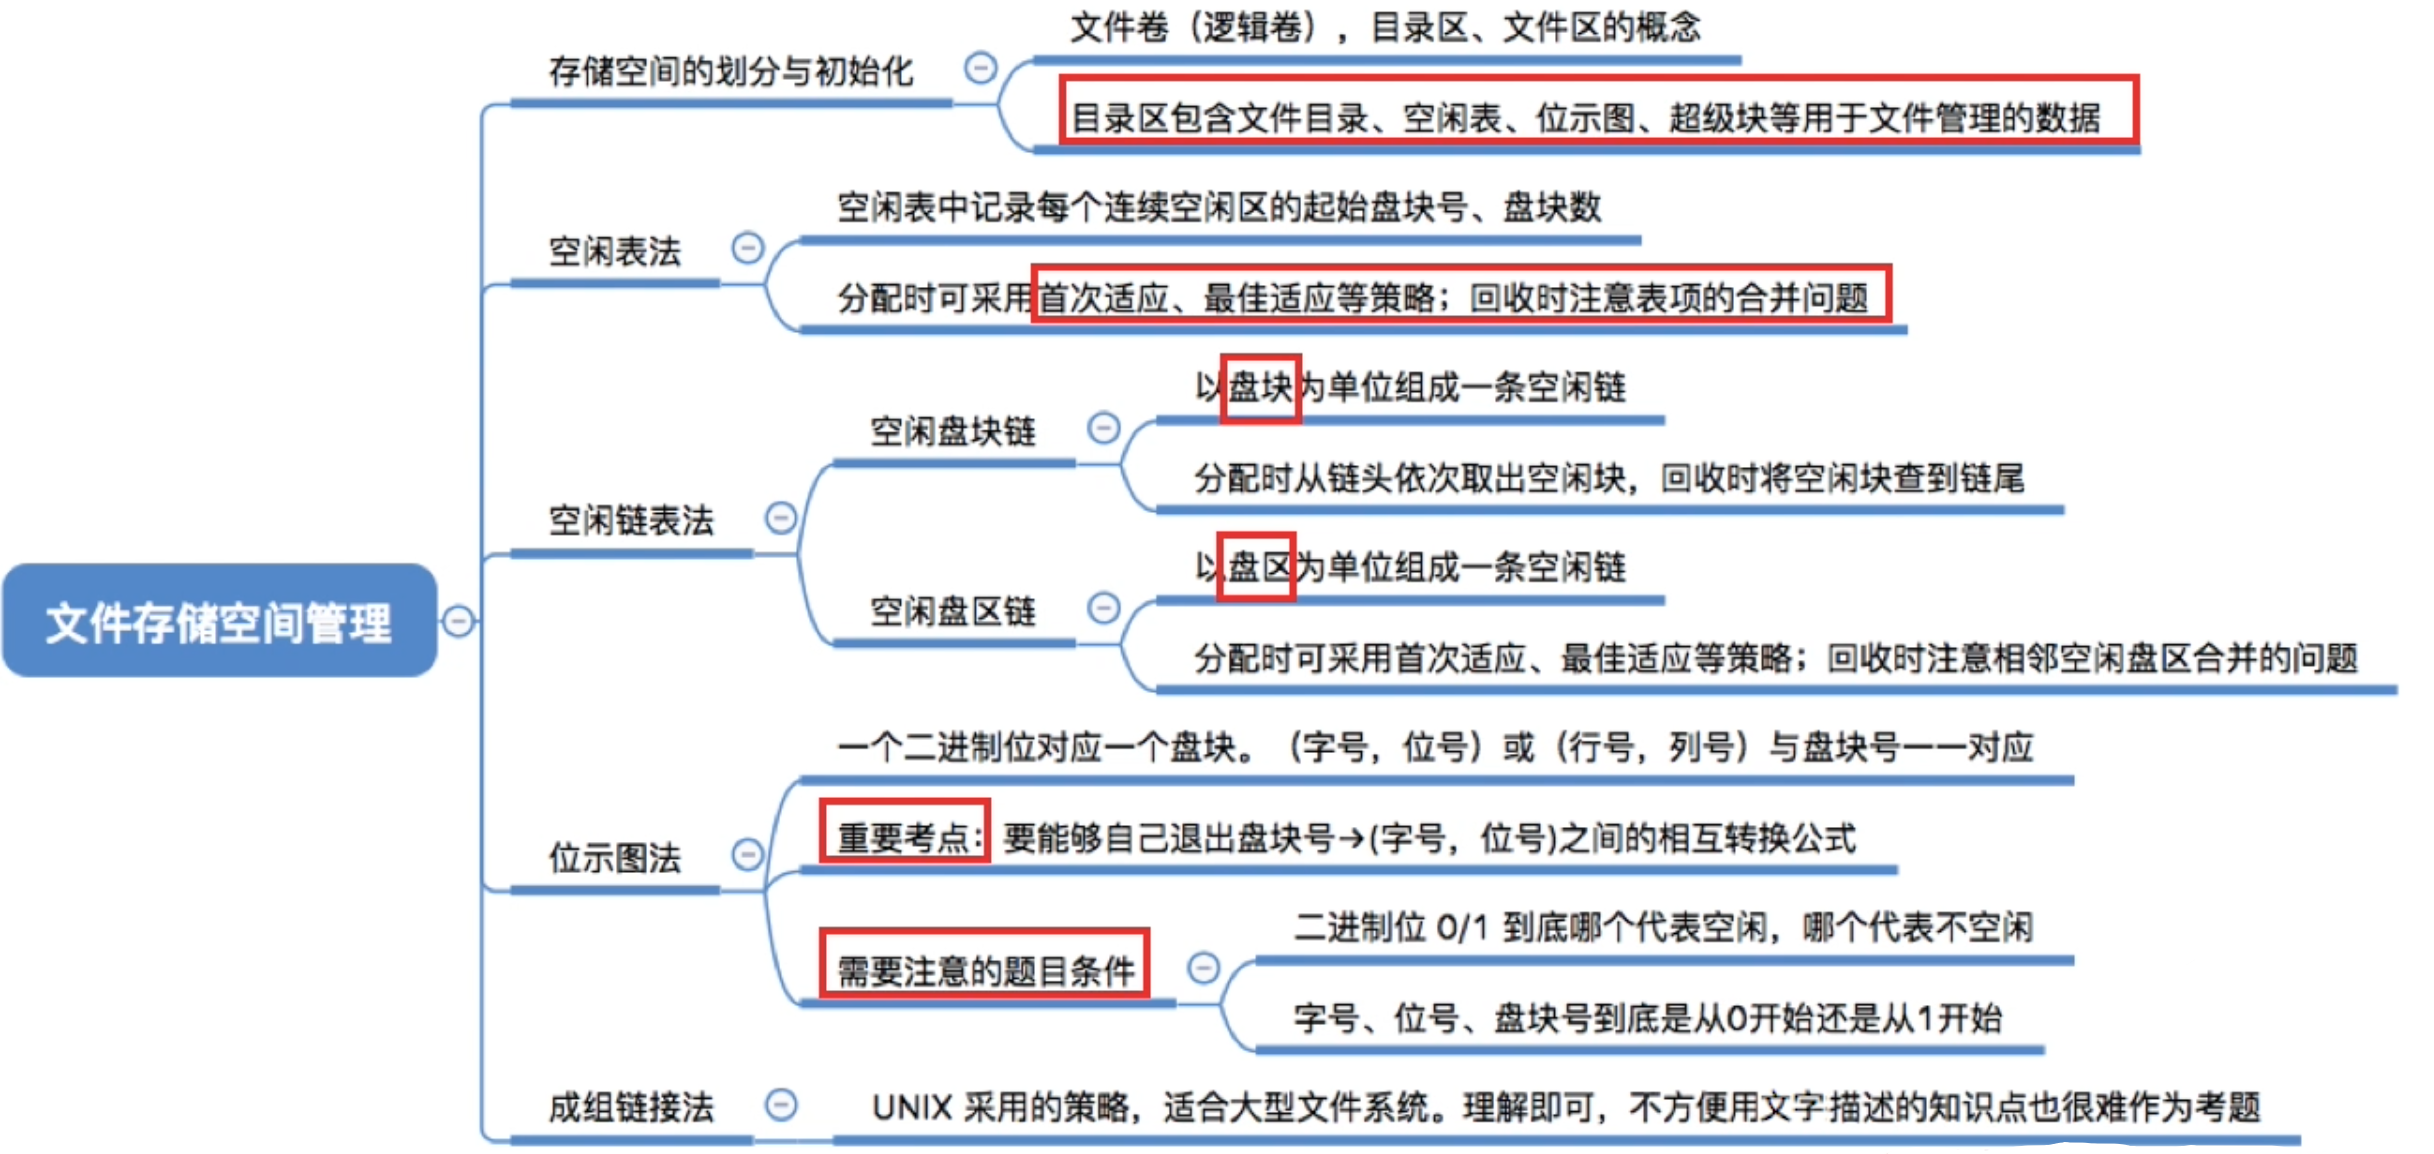 文件存储空间管理
存储空间的划分与初始化
文件卷（逻辑卷），目录区、文件区的概念
目录区包含文件目录、空闲表、位示图、超级块等用于文件管理的数据
空闲表法
空闲表中记录每个连续空闲区的起始盘块号、盘块数
分配时可采用首次适应、最佳适应等策略；回收时注意表项的合并问题
空闲链表法
空闲盘块链
以盘块为单位组成一条空闲链
分配时从链头依次取出空闲块，回收时将空闲块查到链尾
空闲盘区链
以盘区为单位组成一条空闲链
分配时可采用首次适应、最佳适应等策略；回收时注意相邻空闲盘区合并的问题
位示图法
一个二进制位对应一个盘块。（字号，位号）或（行号，列号）与盘块号一一对应
重要考点：要能够自己退出盘块号→(字号，位号)之间的相互转换公式
需要注意的题目条件
二进制位 0/1 到底哪个代表空闲，哪个代表不空闲
字号、位号、盘块号到底是从0开始还是从1开始
成组链接法
UNIX 采用的策略，适合大型文件系统。理解即可，不方便用文字描述的知识点也很难作为考题